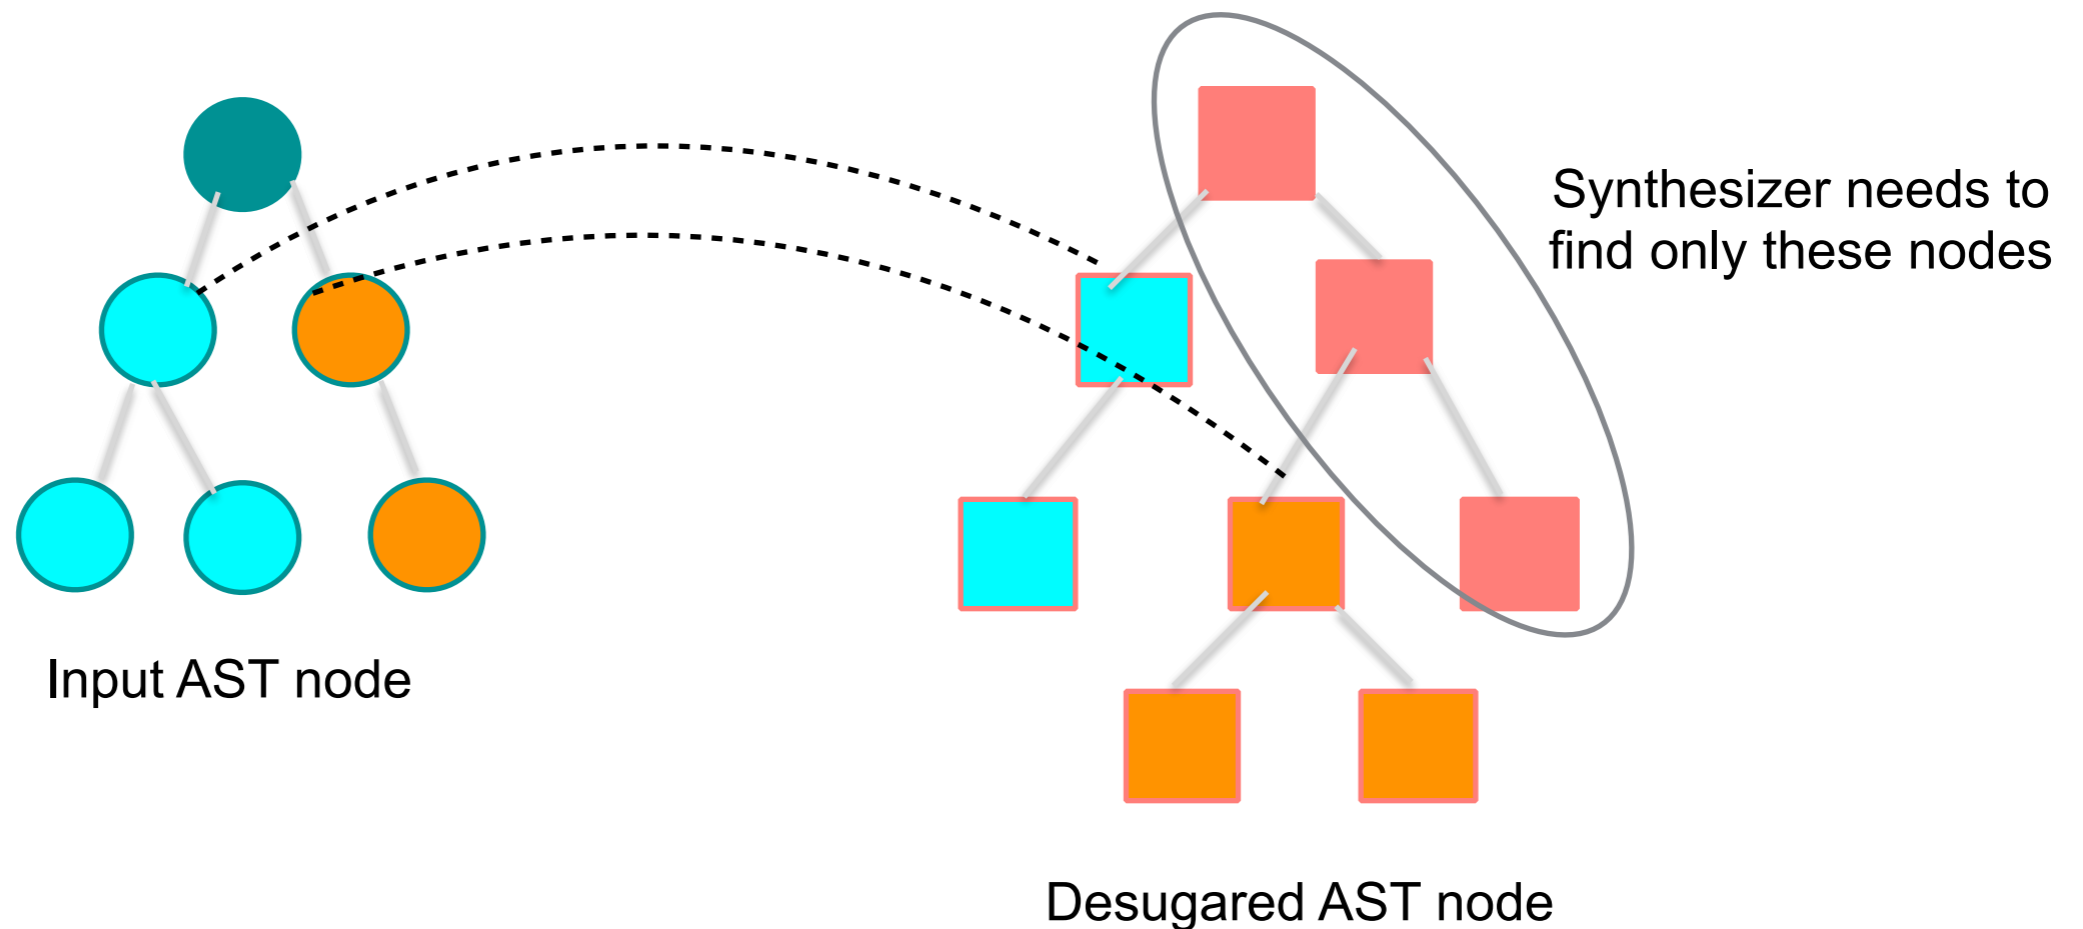 Synthesizer needs to
find only these nodes
Input AST node
Desugared AST node